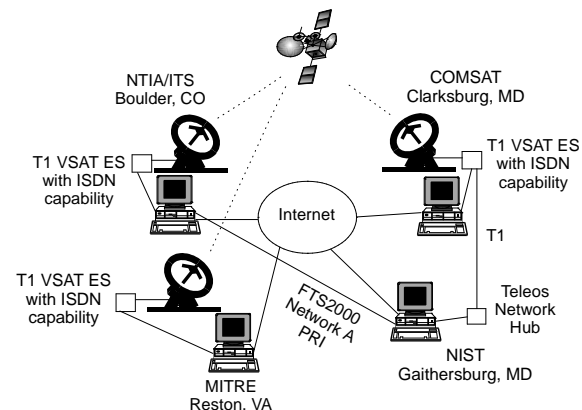 NTIA/ITS
Boulder, CO
COMSAT
Clarksburg, MD
T1 VSAT ES
with ISDN
capability
T1 VSAT ES
with ISDN
capability
Internet
T1
T1 VSAT ES
with ISDN
capability
FTS2000
Network A
PRI
Teleos
Network
Hub
MITRE
Reston, VA
NIST
Gaithersburg, MD